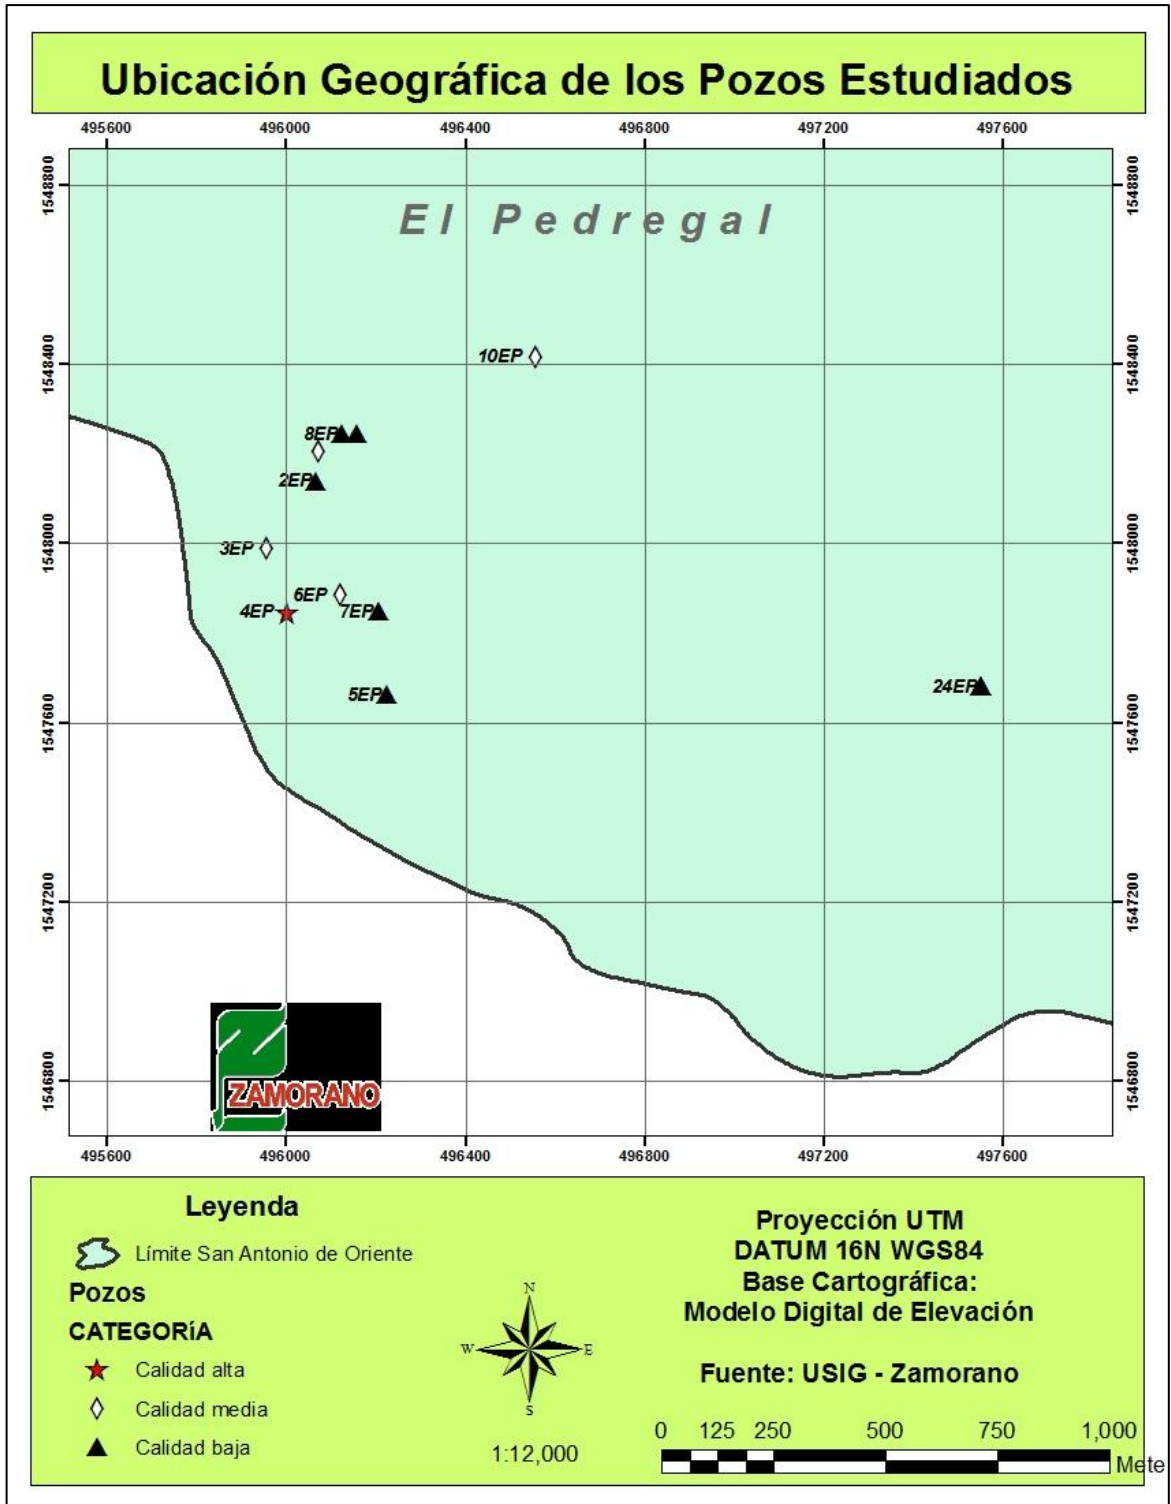 Ubicación Geográfica de los Pozos Estudiados
495600 496000 496400 496800 497200 497600
1548800 1548800
El Pedregal
10EP
1548400 1548400
8EP
2EP
1548000 1548000
3EP
6EP
4EP 7EP
5EP 24EP
1547600 1547600
1547200 1547200
ZAMORANO
1546800 1546800
495600 496000 496400 496800 497200 497600
Leyenda
Límite San Antonio de Oriente
Pozos
CATEGORíA
Calidad alta
Calidad media
Calidad baja
N
W E
S
1:12,000
Proyección UTM
DATUM 16N WGS84
Base Cartográfica:
Modelo Digital de Elevación
Fuente: USIG - Zamorano
0 125 250 500 750 1,000
Mete